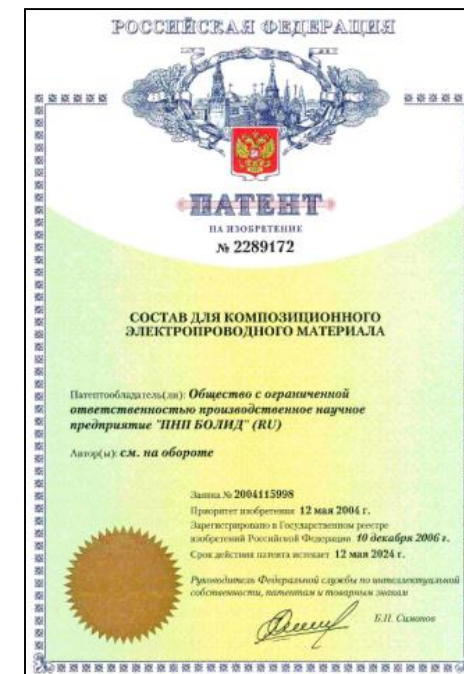 РОССИЙСКАЯ ФЕДЕРАЦИЯ
ПАТЕНТ
НА ИЗОБРЕТЕНИЕ
№ 2289172
СОСТАВ ДЛЯ КОМПОЗИЦИОННОГО
ЭЛЕКТРОПРОВОДНОГО МАТЕРИАЛА
Патентообладатель(ли): Общество с ограниченной
ответственностью производственное научное
предприятие "ПНП БОЛИД" (RU)
Автор(ы): см. на обороте
Заявка № 2004115998
Приоритет изобретения 12 мая 2004 г.
Зарегистрировано в Государственном реестре
изобретений Российской Федерации 10 декабря 2006 г.
Срок действия патента истекает 12 мая 2024 г.
Руководитель Федеральной службы по интеллектуальной
собственности, патентам и товарным знакам
Б.П. Симонов